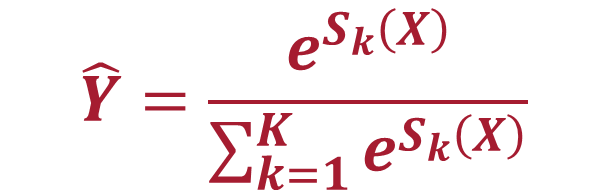 Ŷ = e^{S_k(X)} / ∑_{k=1}^{K} e^{S_k(X)}